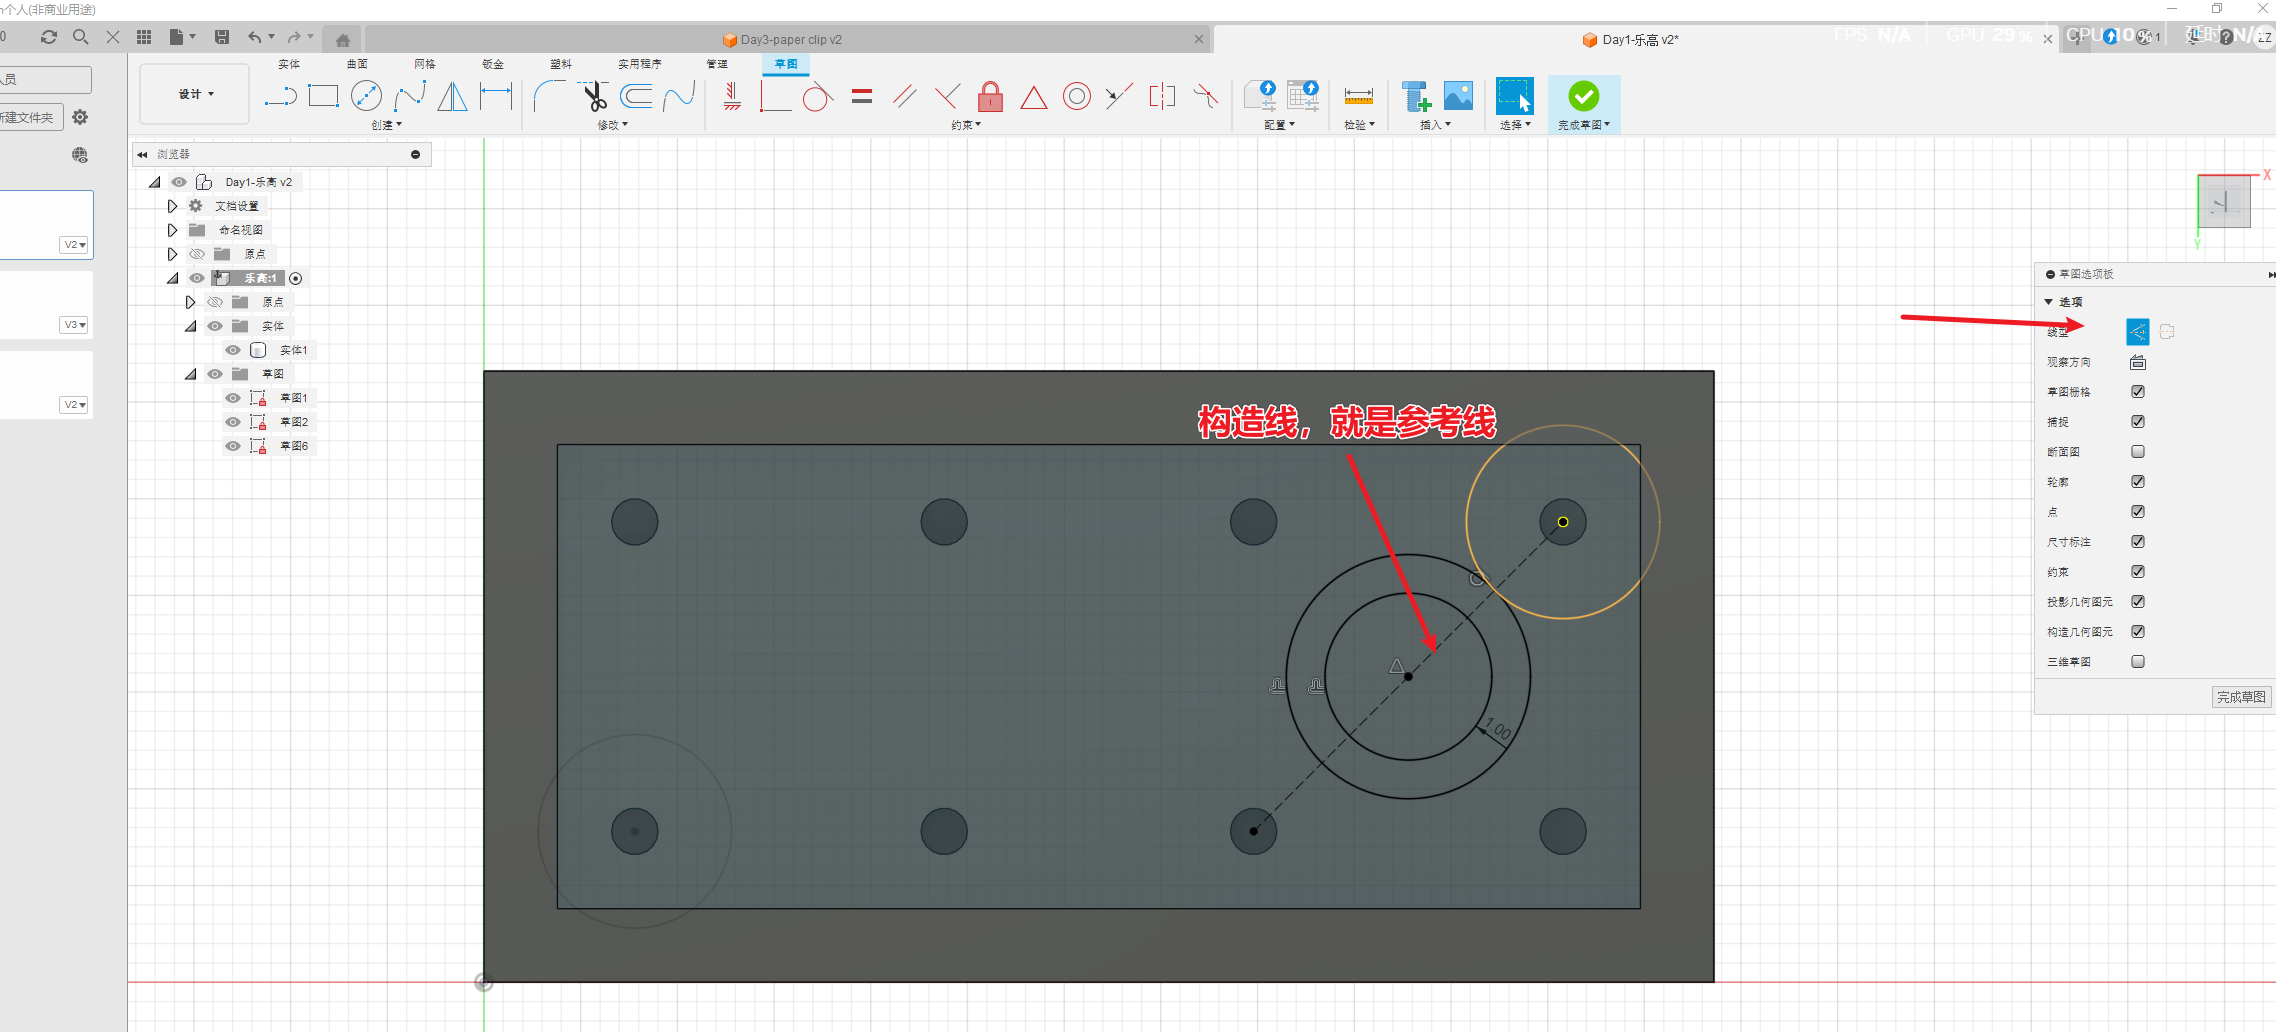 n个人(非商业用途)
0
Day3-paper clip v2
Day1-乐高 v2*
FPS N/A
GPU 29 %
CPU 10 %
延时 N/A
1
ZZ
人员
新建文件夹
V2
V3
V2
设计
实体
曲面
网格
钣金
塑料
实用程序
管理
草图
创建
修改
约束
配置
检验
插入
选择
完成草图
浏览器
Day1-乐高 v2
文档设置
命名视图
原点
乐高:1
原点
实体
实体1
草图
草图1
草图2
草图6
构造线，就是参考线
1.00
X
Y
上
草图选项板
选项
线型
观察方向
草图栅格
捕捉
断面图
轮廓
点
尺寸标注
约束
投影几何图元
构造几何图元
三维草图
完成草图